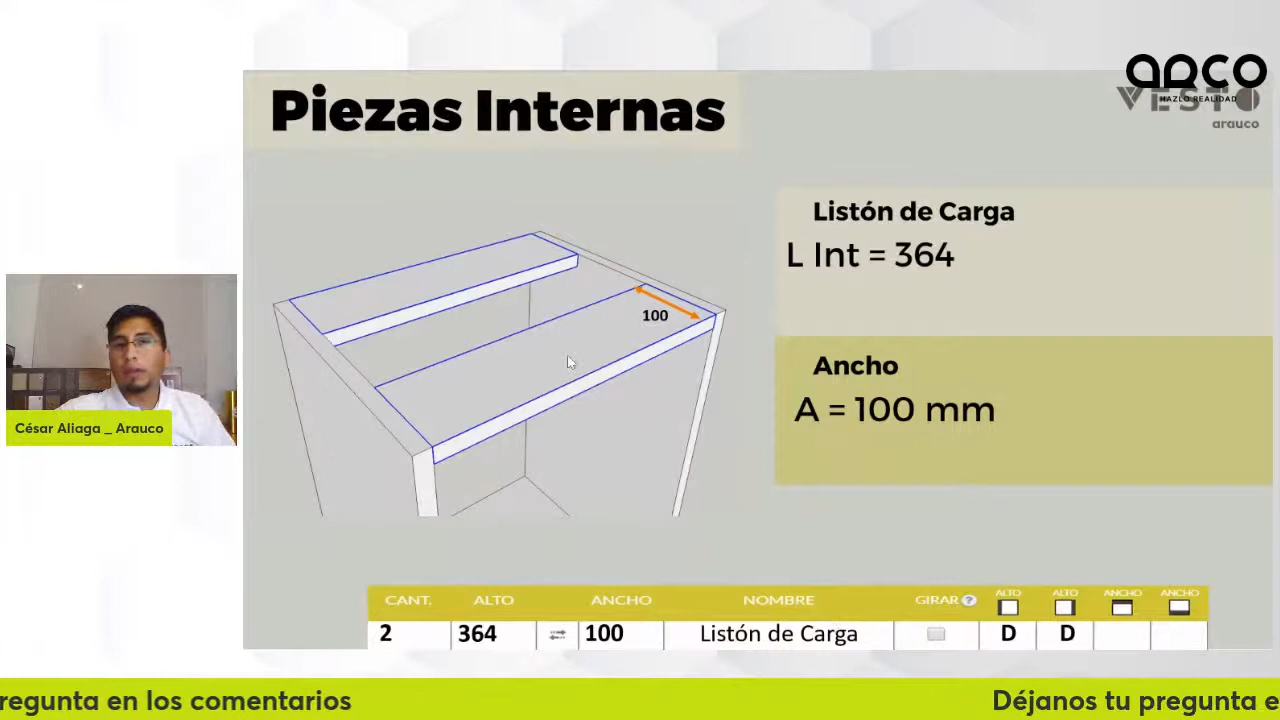 Piezas Internas
ARCO
HAZLO REALIDAD
VESTO
arauco
Listón de Carga
L Int = 364
100
Ancho
A = 100 mm
César Aliaga _ Arauco
CANT. ALTO ANCHO NOMBRE GIRAR ? ALTO ALTO ANCHO ANCHO
2 364 100 Listón de Carga D D
regunta en los comentarios Déjanos tu pregunta e